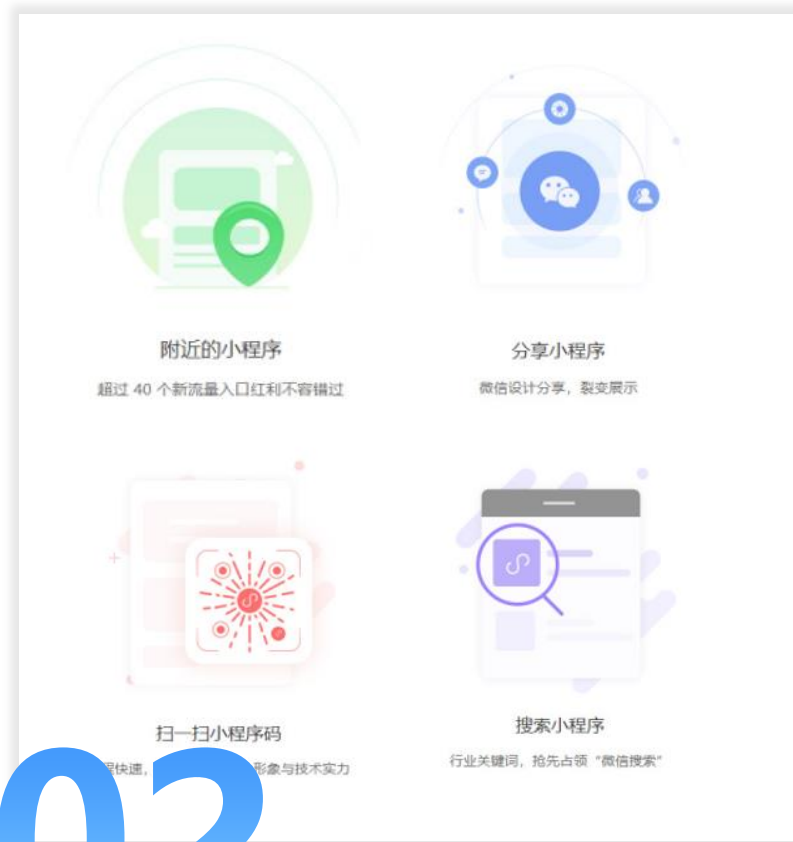 附近的小程序
超过 40 个新流量入口红利不容错过
分享小程序
微信设计分享，裂变展示
扫一扫小程序码
快速，形象与技术实力
搜索小程序
行业关键词，抢先占领“微信搜索”
02